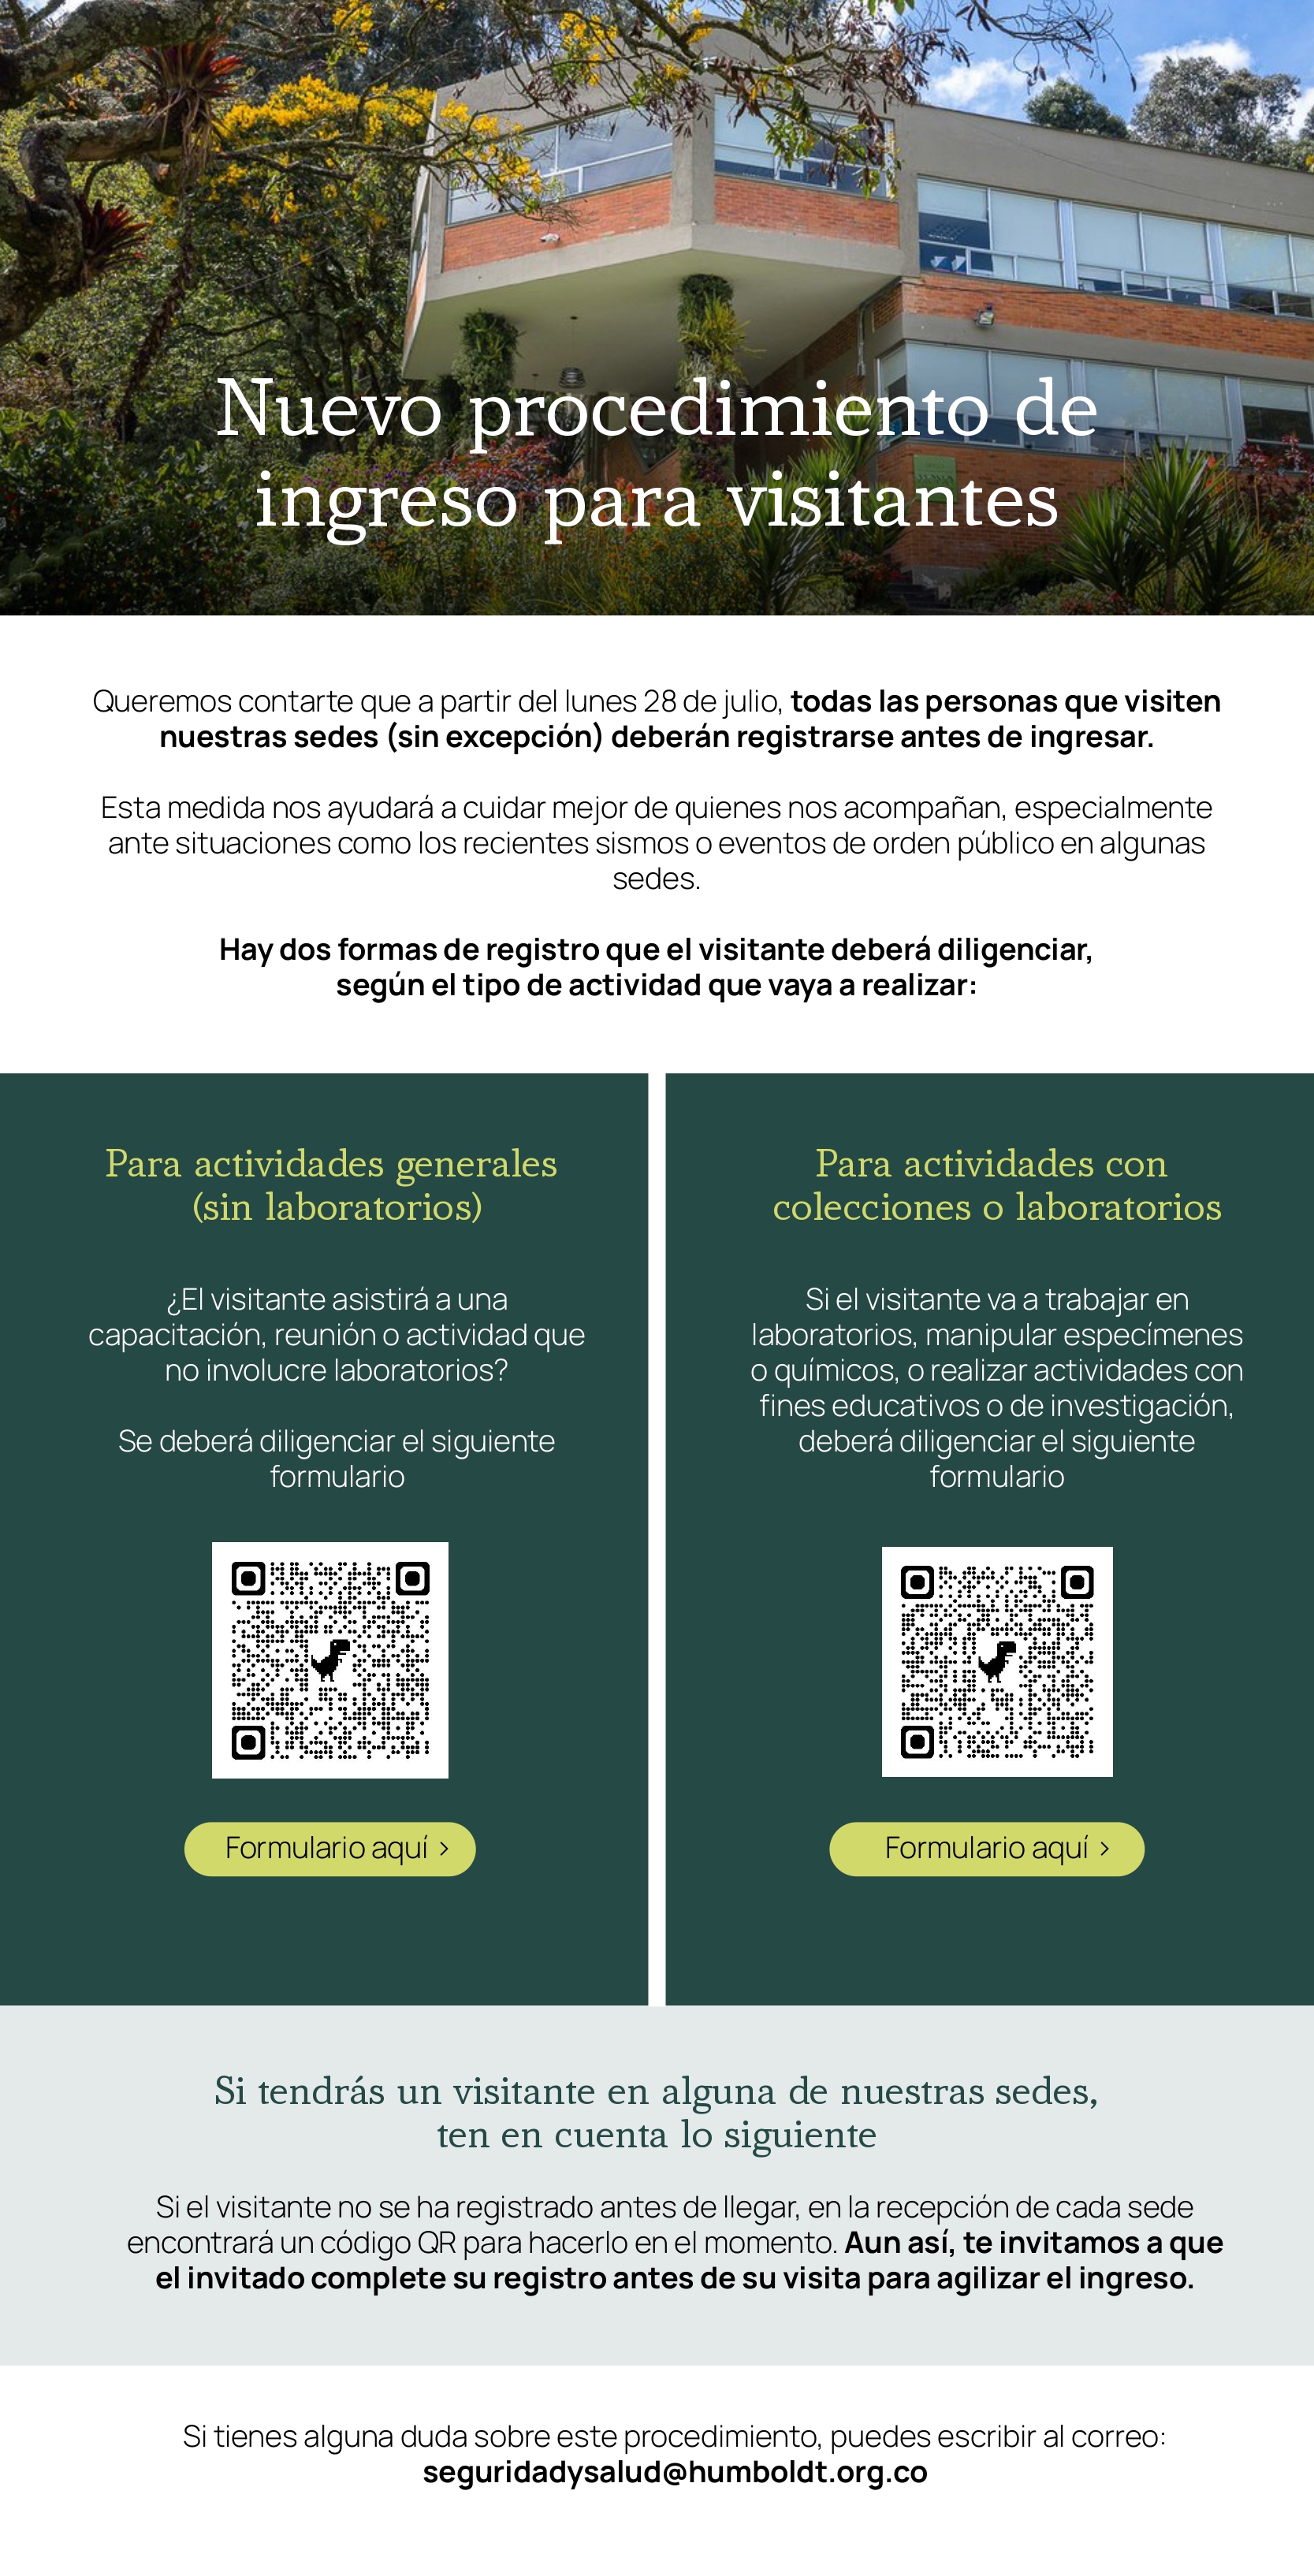 Nuevo procedimiento de
ingreso para visitantes
Queremos contarte que a partir del lunes 28 de julio, todas las personas que visiten
nuestras sedes (sin excepción) deberán registrarse antes de ingresar.
Esta medida nos ayudará a cuidar mejor de quienes nos acompañan, especialmente
ante situaciones como los recientes sismos o eventos de orden público en algunas
sedes.
Hay dos formas de registro que el visitante deberá diligenciar,
según el tipo de actividad que vaya a realizar:
Para actividades generales
(sin laboratorios)
¿El visitante asistirá a una
capacitación, reunión o actividad que
no involucre laboratorios?
Se deberá diligenciar el siguiente
formulario
Formulario aquí ›
Para actividades con
colecciones o laboratorios
Si el visitante va a trabajar en
laboratorios, manipular especímenes
o químicos, o realizar actividades con
fines educativos o de investigación,
deberá diligenciar el siguiente
formulario
Formulario aquí ›
Si tendrás un visitante en alguna de nuestras sedes,
ten en cuenta lo siguiente
Si el visitante no se ha registrado antes de llegar, en la recepción de cada sede
encontrará un código QR para hacerlo en el momento. Aun así, te invitamos a que
el invitado complete su registro antes de su visita para agilizar el ingreso.
Si tienes alguna duda sobre este procedimiento, puedes escribir al correo:
seguridadysalud@humboldt.org.co